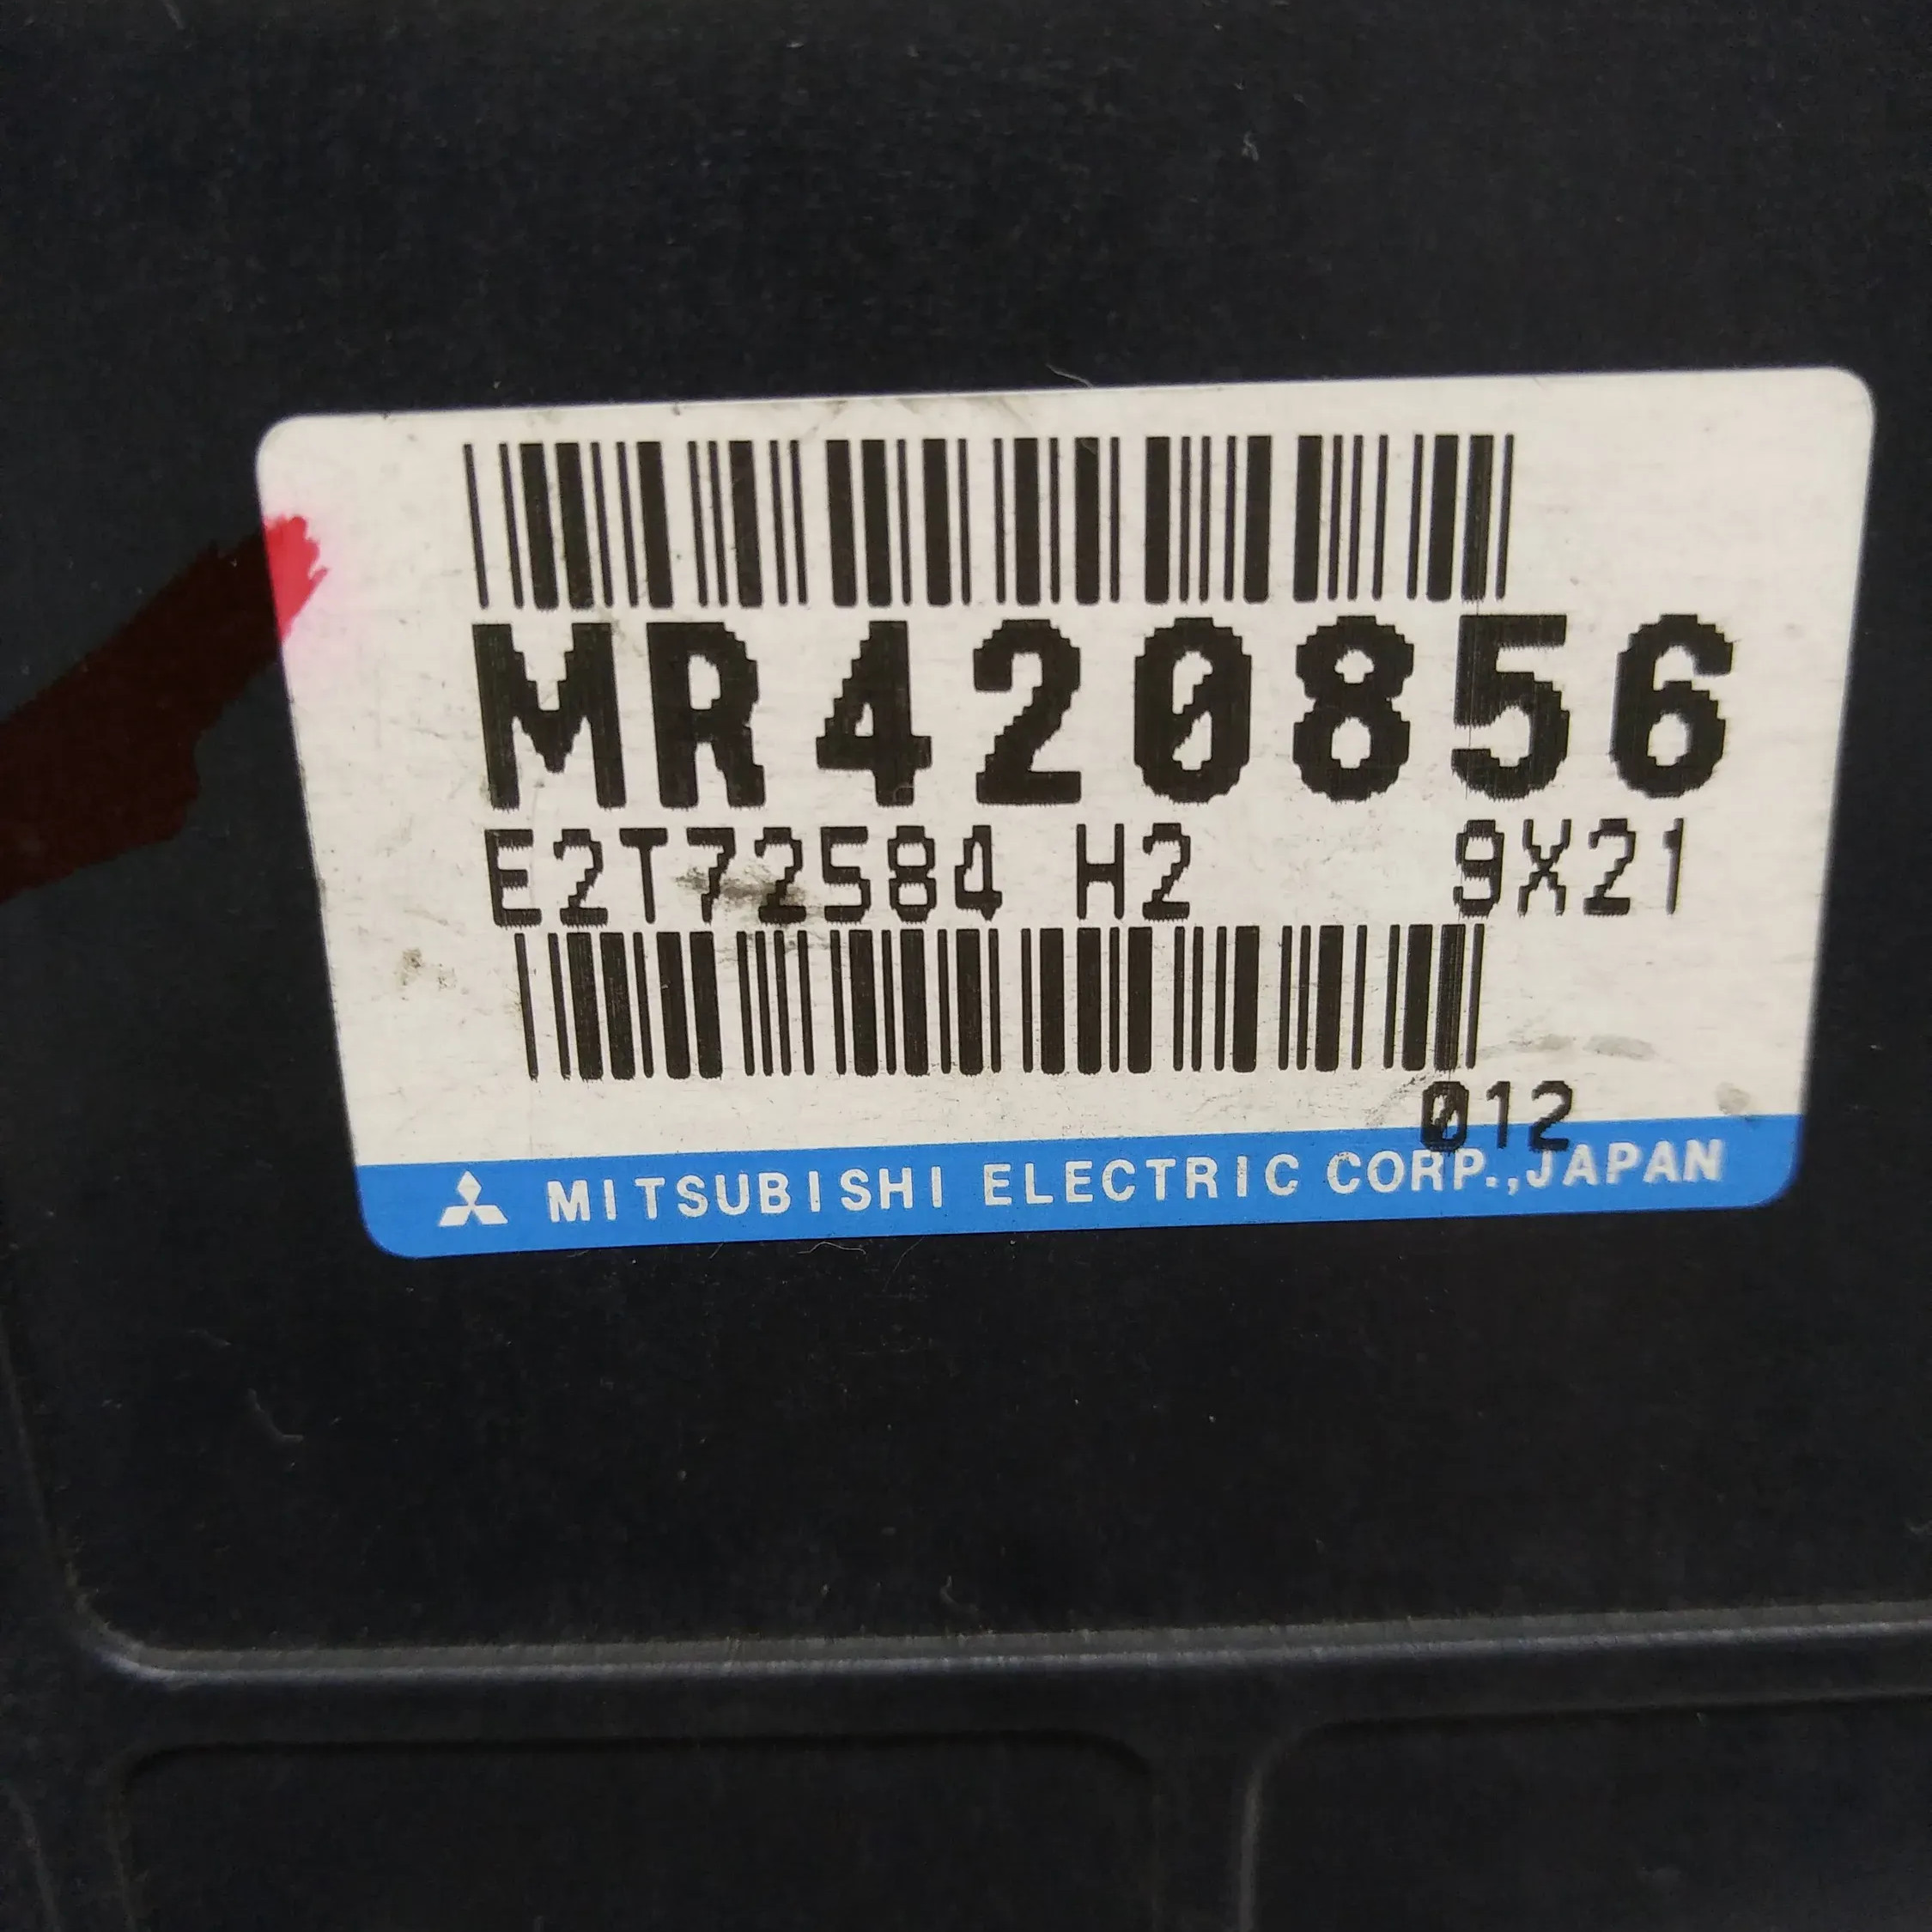 MR420856
E2T72584 H2 9X21
012
MITSUBISHI ELECTRIC CORP.,JAPAN